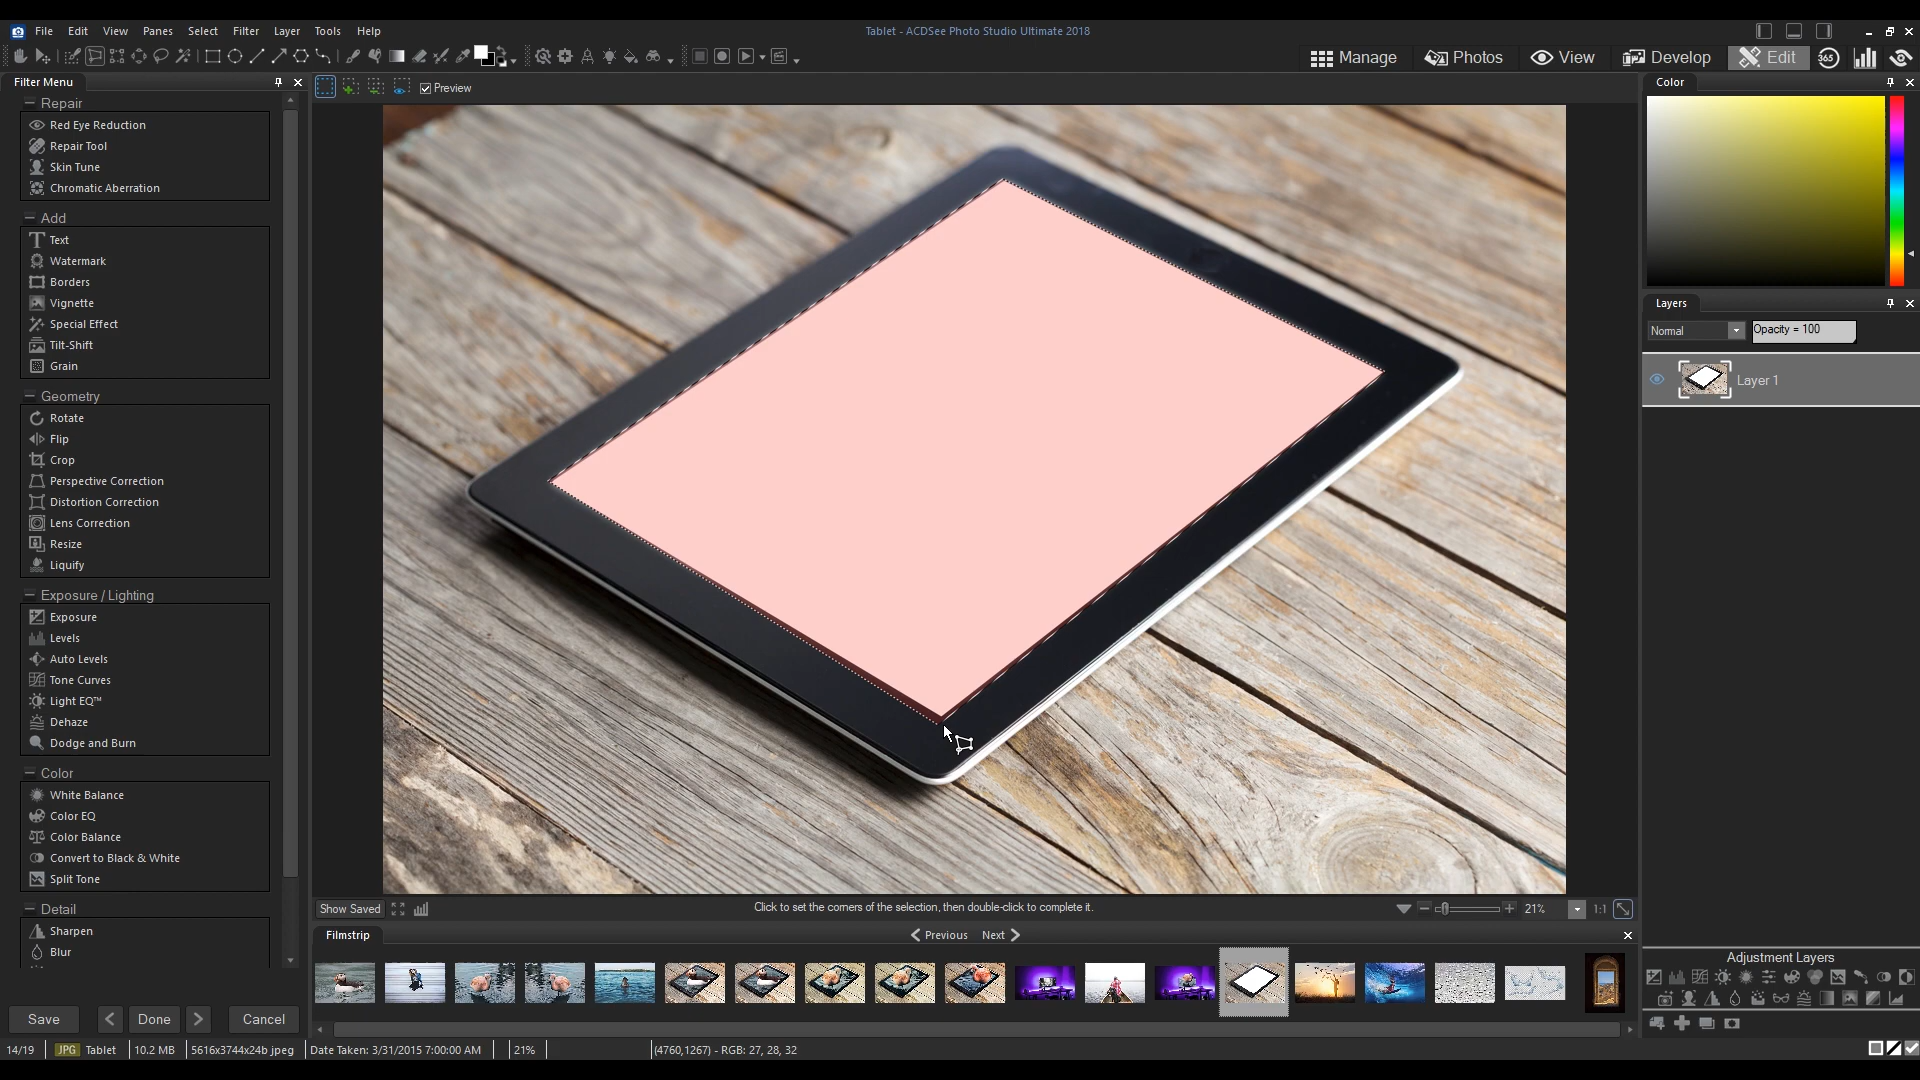 File Edit View Panes Select Filter Layer Tools Help
Tablet - ACDSee Photo Studio Ultimate 2018
Manage Photos View Develop Edit 365
Filter Menu
Preview
Repair
Red Eye Reduction
Repair Tool
Skin Tune
Chromatic Aberration
Add
Text
Watermark
Borders
Vignette
Special Effect
Tilt-Shift
Grain
Geometry
Rotate
Flip
Crop
Perspective Correction
Distortion Correction
Lens Correction
Resize
Liquify
Exposure / Lighting
Exposure
Levels
Auto Levels
Tone Curves
Light EQ™
Dehaze
Dodge and Burn
Color
White Balance
Color EQ
Color Balance
Convert to Black & White
Split Tone
Detail
Sharpen
Blur
Save Done Cancel
Color
Layers
Normal Opacity = 100
Layer 1
Show Saved Click to set the corners of the selection, then double-click to complete it. 21% 1:1
Filmstrip Previous Next
Adjustment Layers
14/19 JPG Tablet 10.2 MB 5616x3744x24b jpeg Date Taken: 3/31/2015 7:00:00 AM 21% (4760,1267) - RGB: 27, 28, 32